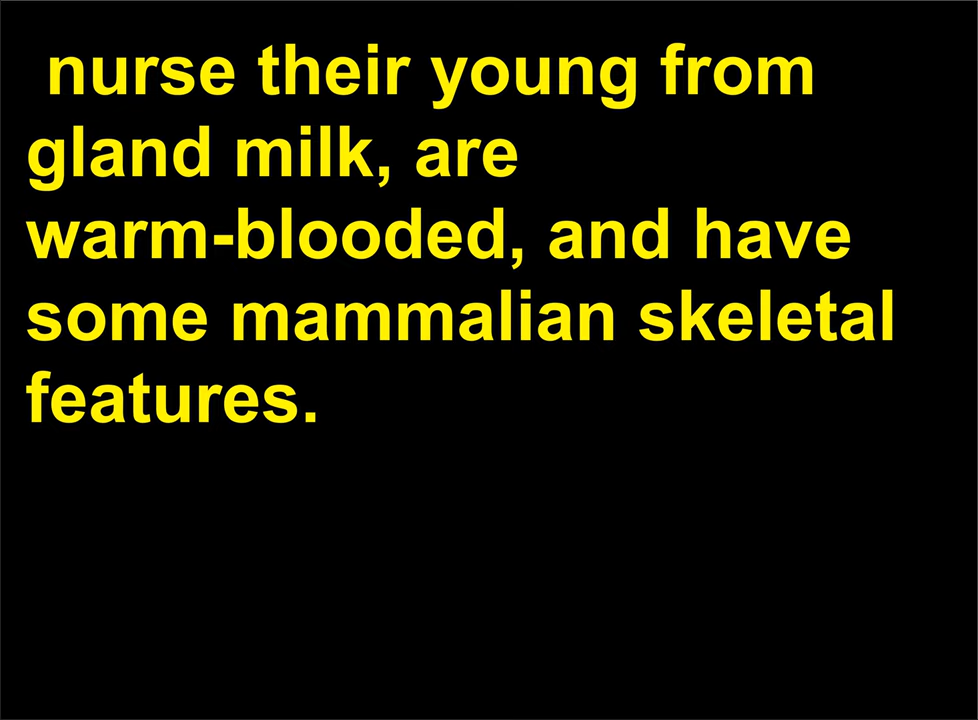 nurse their young from
gland milk, are
warm-blooded, and have
some mammalian skeletal
features.